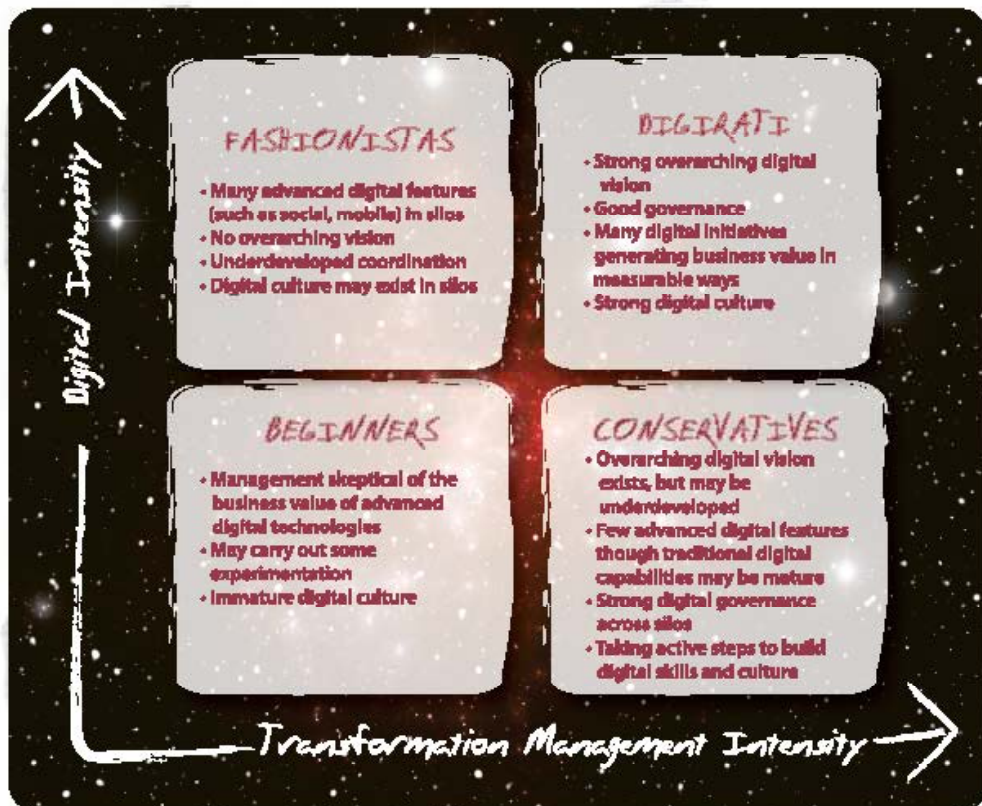 Digital Intensity
FASHIONISTAS
• Many advanced digital features
(such as social, mobile) in silos
• No overarching vision
• Underdeveloped coordination
• Digital culture may exist in silos
DIGIRATI
• Strong overarching digital
vision
• Good governance
• Many digital initiatives
generating business value in
measurable ways
• Strong digital culture
BEGINNERS
• Management skeptical of the
business value of advanced
digital technologies
• May carry out some
experimentation
• Immature digital culture
CONSERVATIVES
• Overarching digital vision
exists, but may be
underdeveloped
• Few advanced digital features
though traditional digital
capabilities may be mature
• Strong digital governance
across silos
• Taking active steps to build
digital skills and culture
Transformation Management Intensity